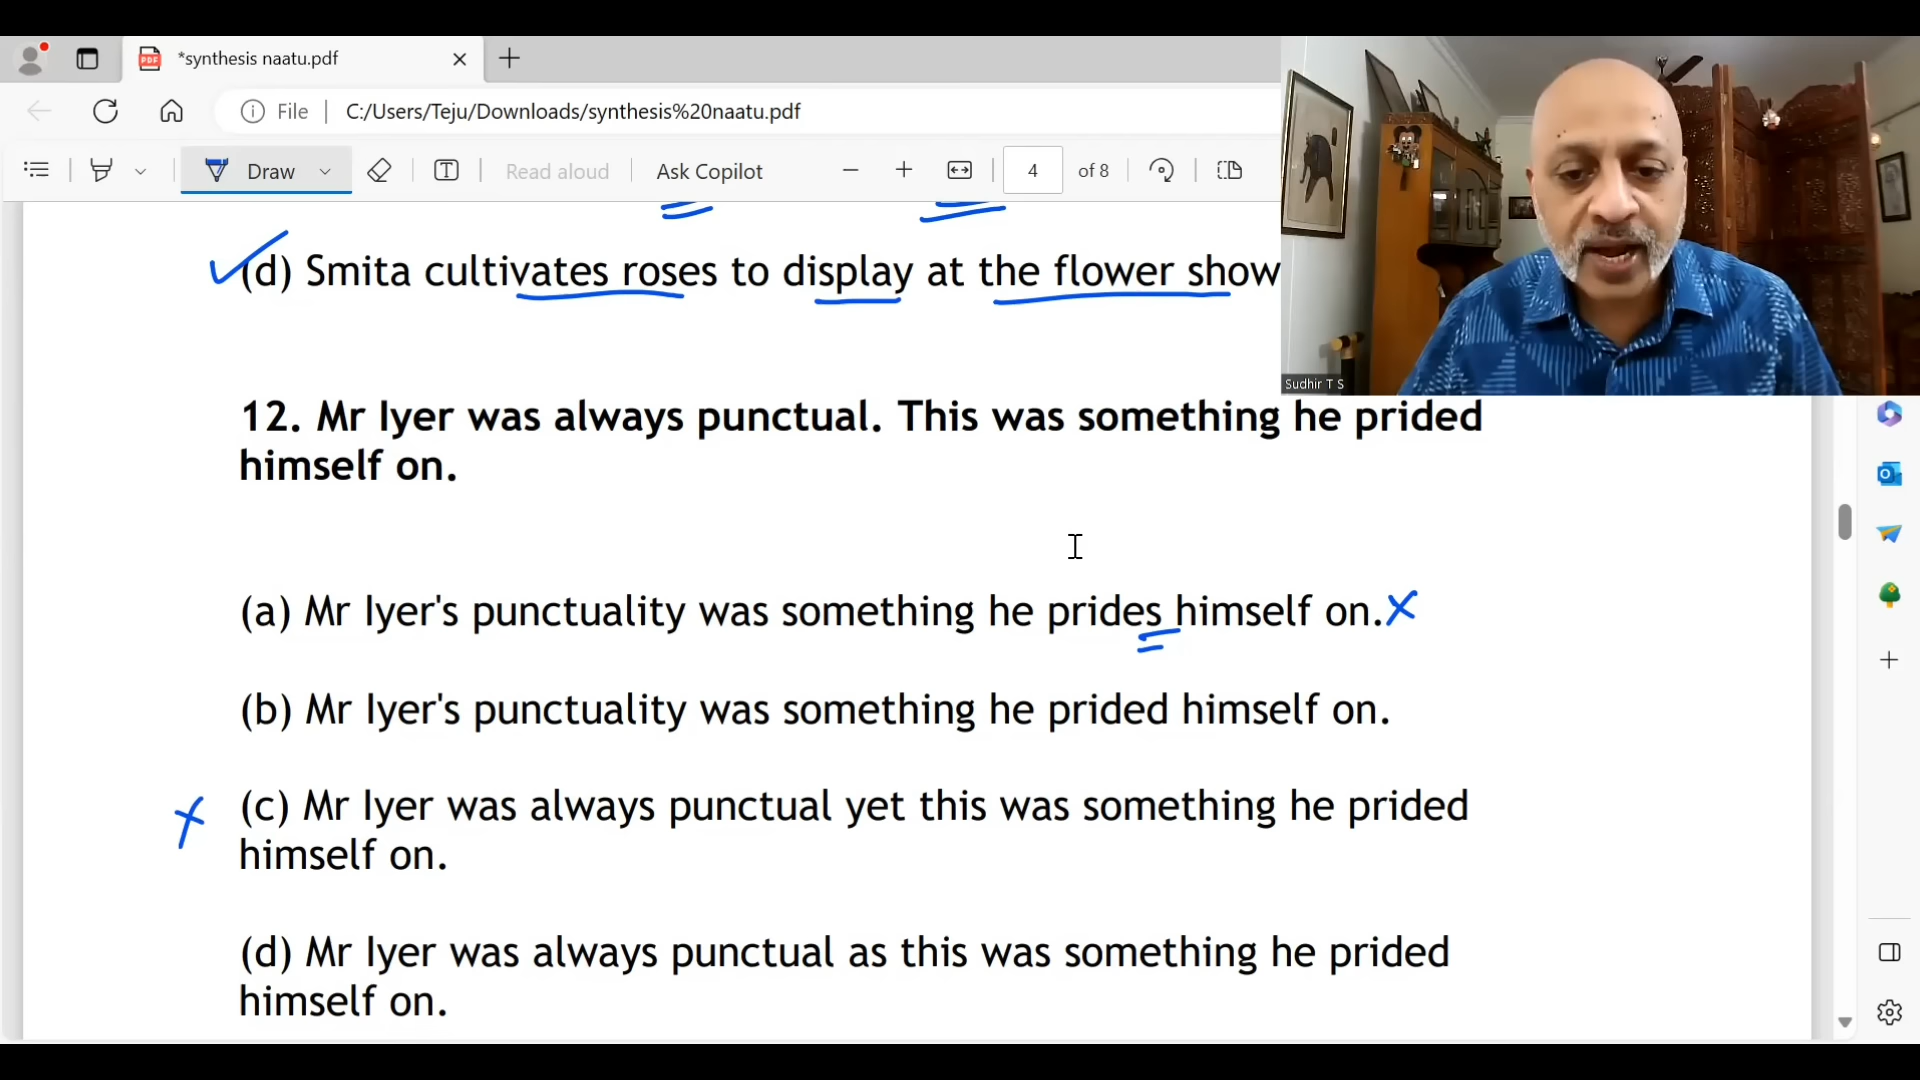 *synthesis naatu.pdf
File | C:/Users/Teju/Downloads/synthesis%20naatu.pdf
Draw
Read aloud
Ask Copilot
4 of 8
PDF
(d) Smita cultivates roses to display at the flower show
Sudhir T S
12. Mr Iyer was always punctual. This was something he prided
himself on.
(a) Mr Iyer's punctuality was something he prides himself on.
(b) Mr Iyer's punctuality was something he prided himself on.
(c) Mr Iyer was always punctual yet this was something he prided
himself on.
(d) Mr Iyer was always punctual as this was something he prided
himself on.